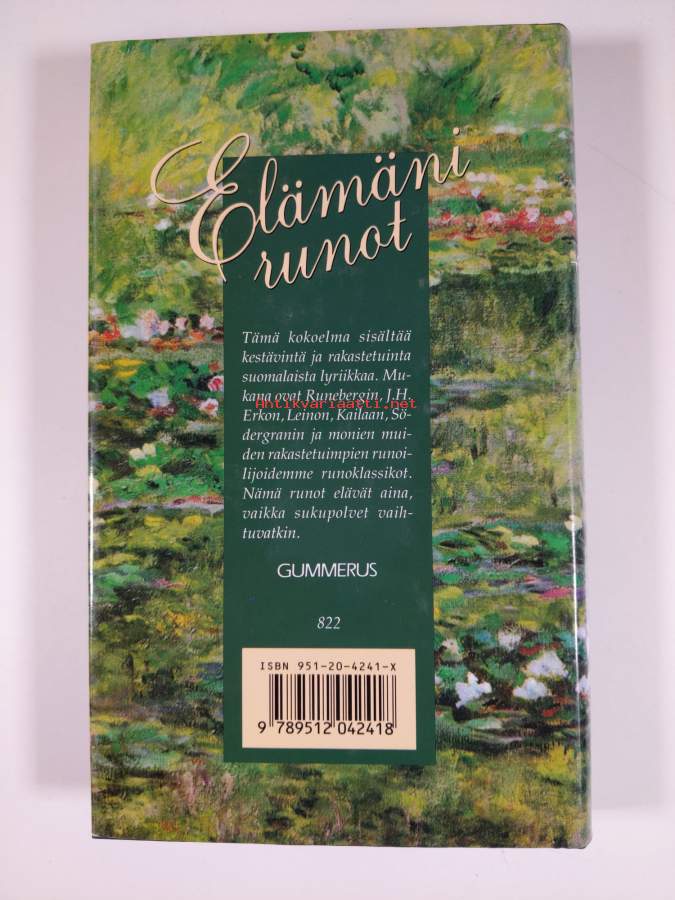 Elämäni
runot
Tämä kokoelma sisältää
kestävintä ja rakastetuinta
suomalaista lyriikkaa. Mu-
kana ovat Runebergin, J.H.
Antikvariaatti.net
Erkon, Leinon, Kailaan, Sö-
dergranin ja monien mui-
den rakastetuimpien runoi-
lijoidemme runoklassikot.
Nämä runot elävät aina,
vaikka sukupolvet vaih-
tuvatkin.
GUMMERUS
822
ISBN 951-20-4241-X
9 789512 042418